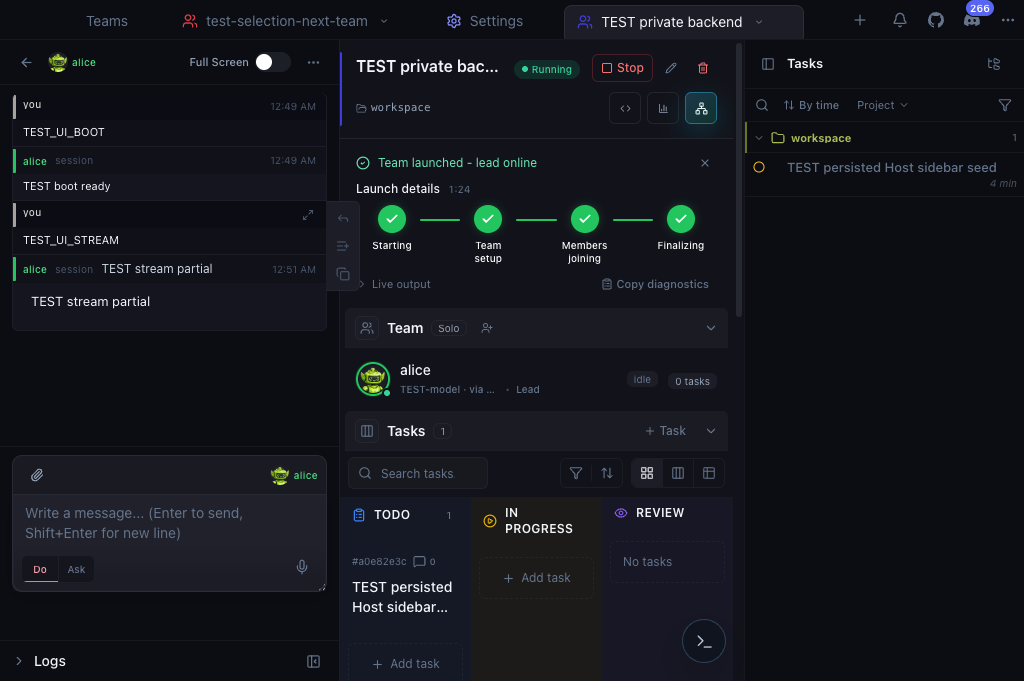 Teams
test-selection-next-team
Settings
TEST private backend
266
alice
Full Screen
you
12:49 AM
TEST_UI_BOOT
alice session
12:49 AM
TEST boot ready
you
TEST_UI_STREAM
alice session TEST stream partial
12:51 AM
TEST stream partial
alice
Write a message... (Enter to send,
Shift+Enter for new line)
Do
Ask
Logs
TEST private bac...
Running
Stop
workspace
Team launched - lead online
Launch details 1:24
Starting
Team
setup
Members
joining
Finalizing
Live output
Copy diagnostics
Team
Solo
alice
TEST-model · via ... • Lead
idle
0 tasks
Tasks
1
+ Task
Search tasks
TODO
1
#a0e82e3c 0
TEST persisted
Host sidebar...
+ Add task
IN
PROGRESS
+ Add task
REVIEW
No tasks
Tasks
By time
Project
workspace
1
TEST persisted Host sidebar seed
4 min